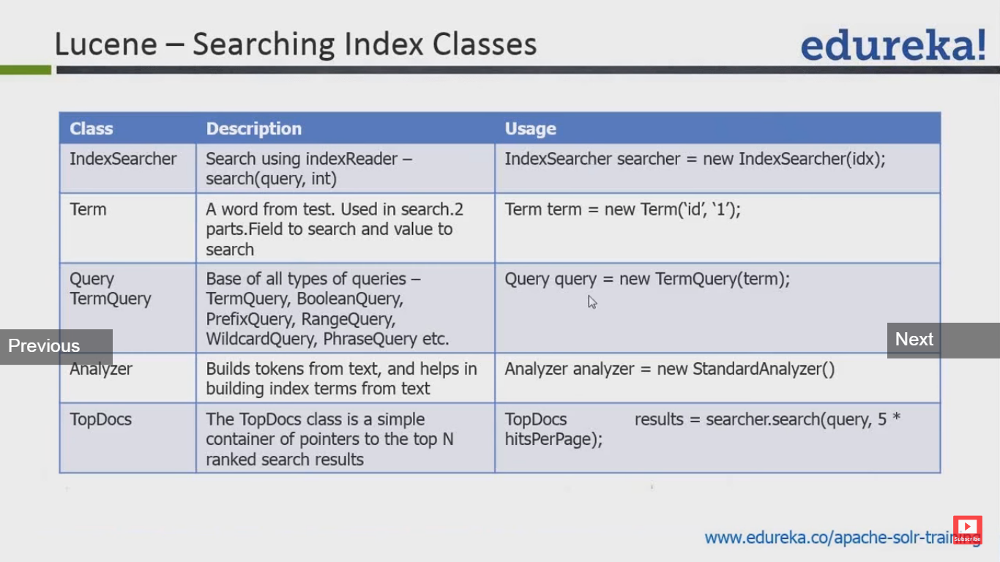 Lucene – Searching Index Classes
edureka!
Class Description Usage
IndexSearcher
Search using indexReader –
search(query, int)
IndexSearcher searcher = new IndexSearcher(idx);
Term
A word from test. Used in search.2
parts.Field to search and value to
search
Term term = new Term(‘id’, ‘1’);
Query
TermQuery
Base of all types of queries –
TermQuery, BooleanQuery,
PrefixQuery, RangeQuery,
WildcardQuery, PhraseQuery etc.
Query query = new TermQuery(term);
Previous
Next
Analyzer
Builds tokens from text, and helps in
building index terms from text
Analyzer analyzer = new StandardAnalyzer()
TopDocs
The TopDocs class is a simple
container of pointers to the top N
ranked search results
TopDocs results = searcher.search(query, 5 *
hitsPerPage);
www.edureka.co/apache-solr-training
Subscribe